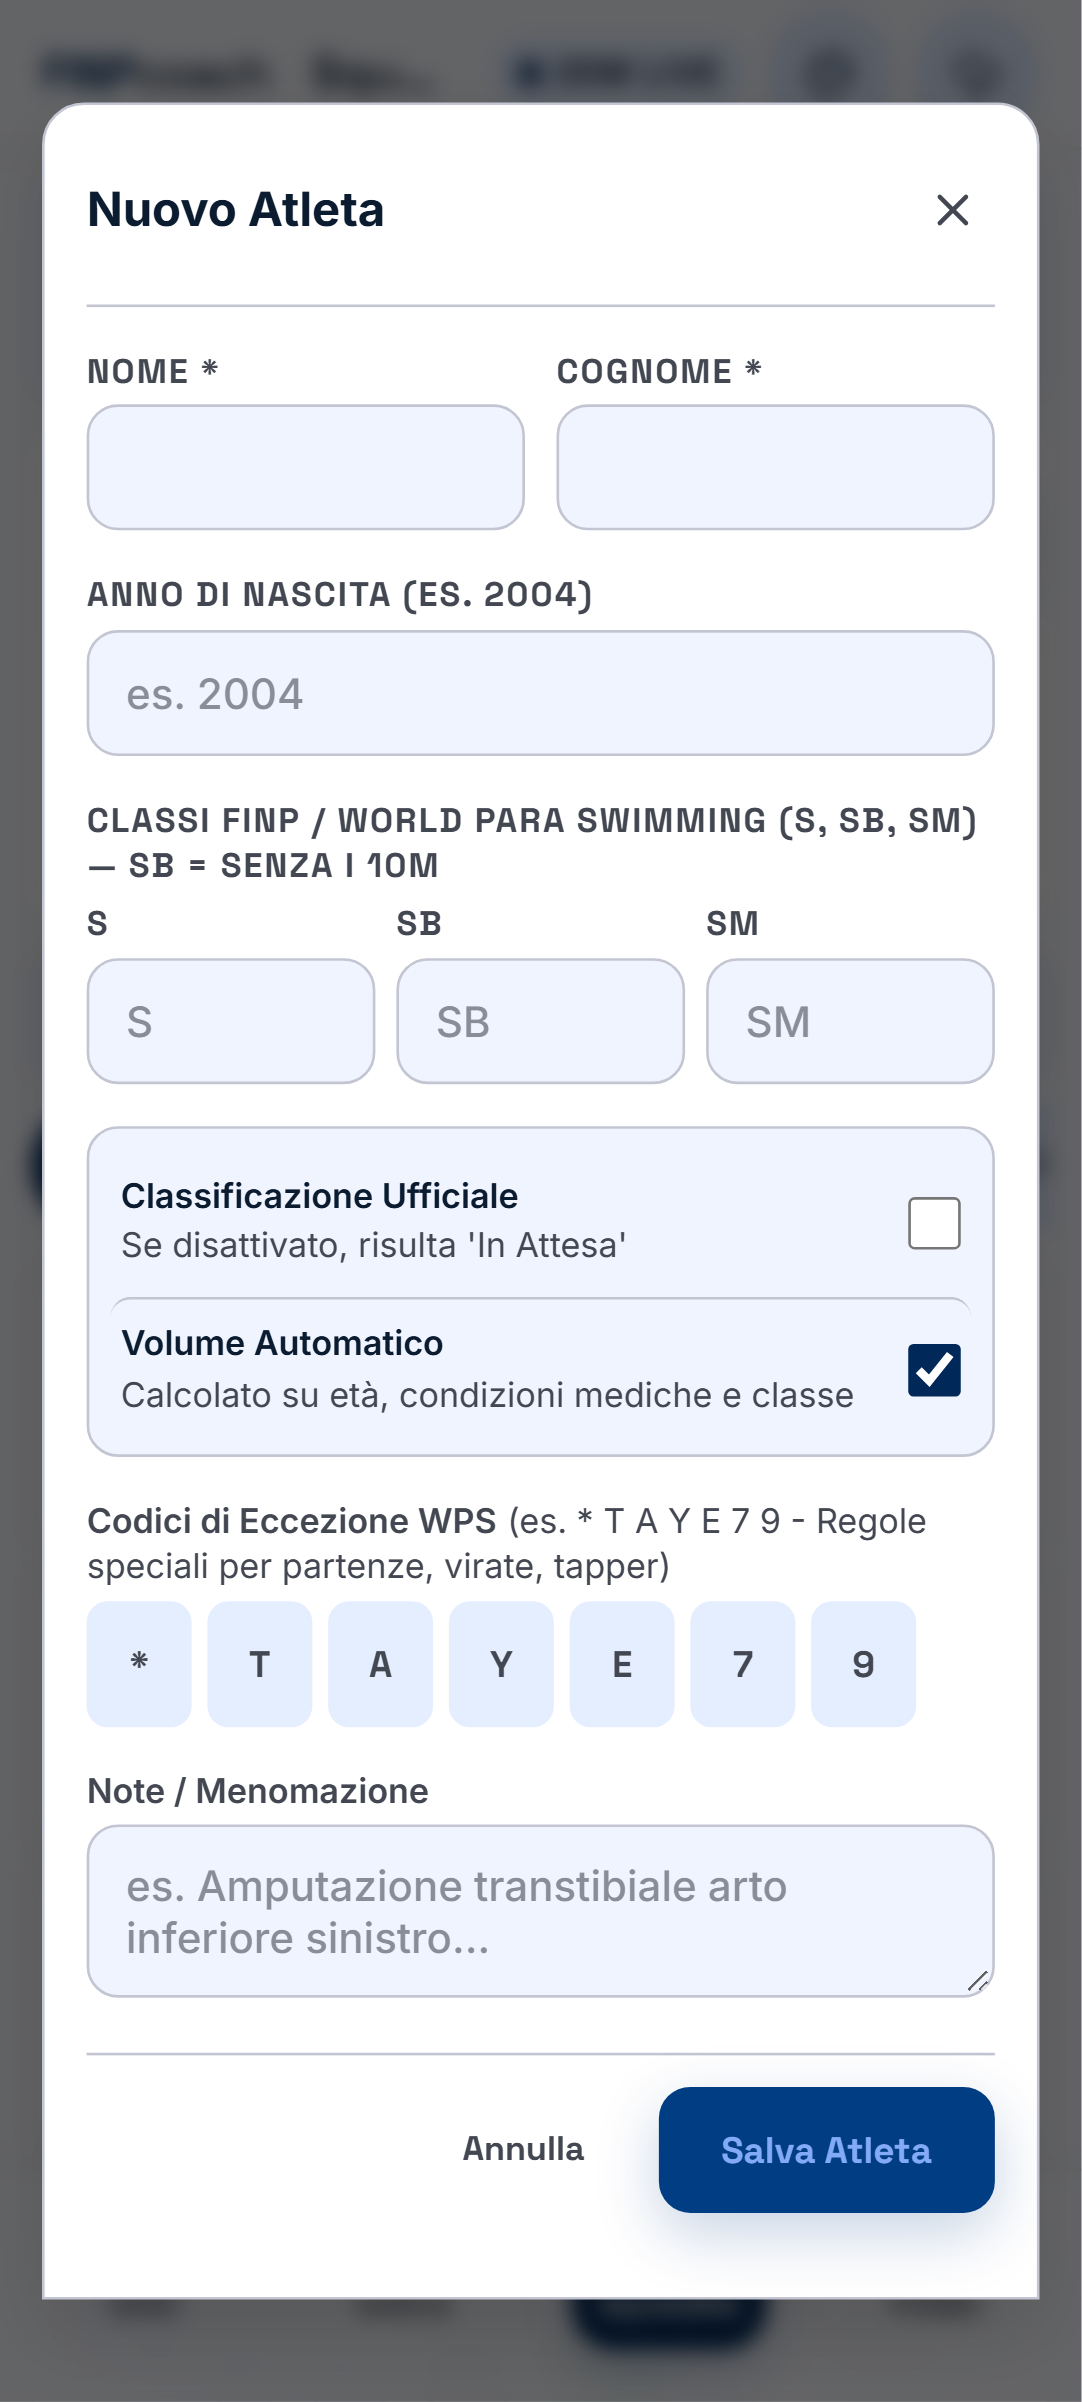 Nuovo Atleta
NOME *
COGNOME *
ANNO DI NASCITA (ES. 2004)
es. 2004
CLASSI FINP / WORLD PARA SWIMMING (S, SB, SM)
— SB = SENZA I 10M
S
SB
SM
S
SB
SM
Classificazione Ufficiale
Se disattivato, risulta 'In Attesa'
Volume Automatico
Calcolato su età, condizioni mediche e classe
Codici di Eccezione WPS (es. * T A Y E 7 9 - Regole
speciali per partenze, virate, tapper)
* T A Y E 7 9
Note / Menomazione
es. Amputazione transtibiale arto
inferiore sinistro...
Annulla
Salva Atleta